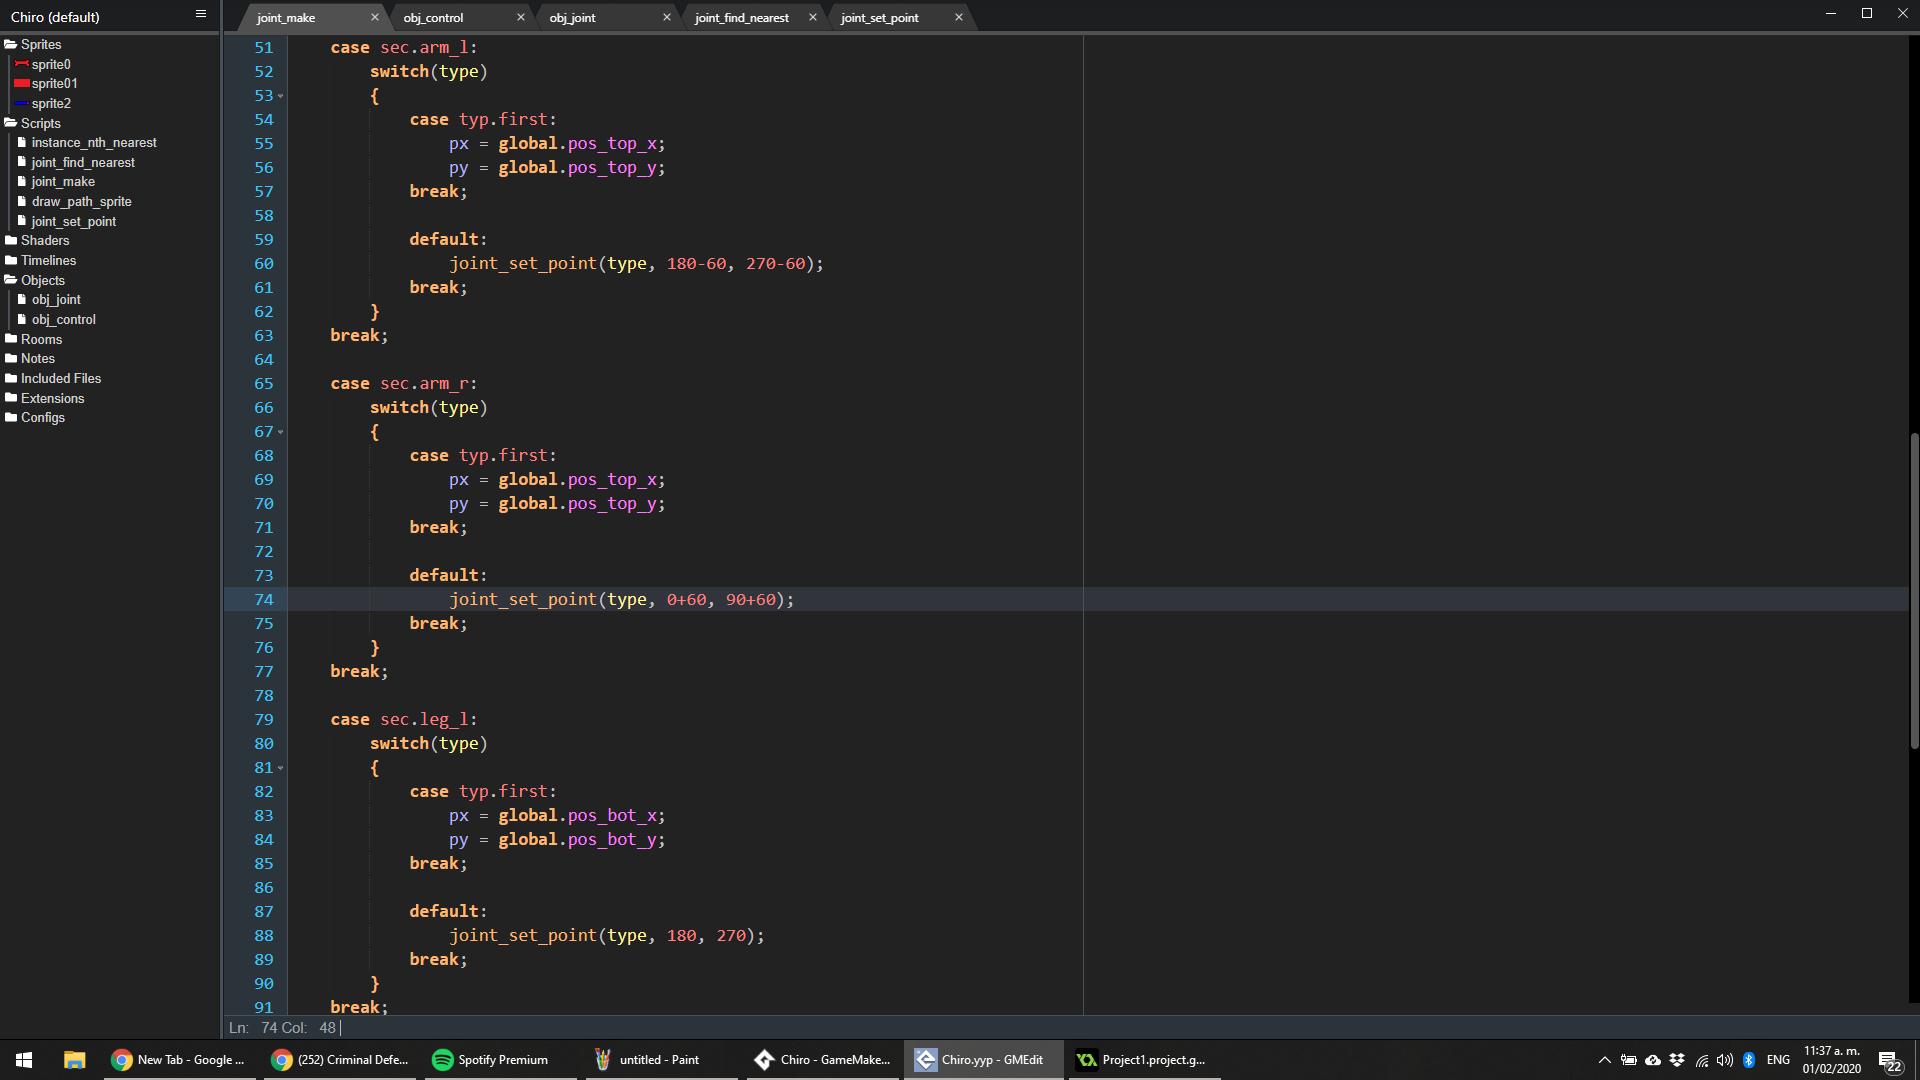 Chiro (default)
joint_make
obj_control
obj_joint
joint_find_nearest
joint_set_point
Sprites
sprite0
sprite01
sprite2
Scripts
instance_nth_nearest
joint_find_nearest
joint_make
draw_path_sprite
joint_set_point
Shaders
Timelines
Objects
obj_joint
obj_control
Rooms
Notes
Included Files
Extensions
Configs
51 case sec.arm_l:
52 switch(type)
53 {
54 case typ.first:
55 px = global.pos_top_x;
56 py = global.pos_top_y;
57 break;
58
59 default:
60 joint_set_point(type, 180-60, 270-60);
61 break;
62 }
63 break;
64
65 case sec.arm_r:
66 switch(type)
67 {
68 case typ.first:
69 px = global.pos_top_x;
70 py = global.pos_top_y;
71 break;
72
73 default:
74 joint_set_point(type, 0+60, 90+60);
75 break;
76 }
77 break;
78
79 case sec.leg_l:
80 switch(type)
81 {
82 case typ.first:
83 px = global.pos_bot_x;
84 py = global.pos_bot_y;
85 break;
86
87 default:
88 joint_set_point(type, 180, 270);
89 break;
90 }
91 break;
Ln: 74 Col: 48
New Tab - Google ...
(252) Criminal Defe...
Spotify Premium
untitled - Paint
Chiro - GameMake...
Chiro.yyp - GMEdit
Project1.project.g...
ENG
11:37 a. m.
01/02/2020
22